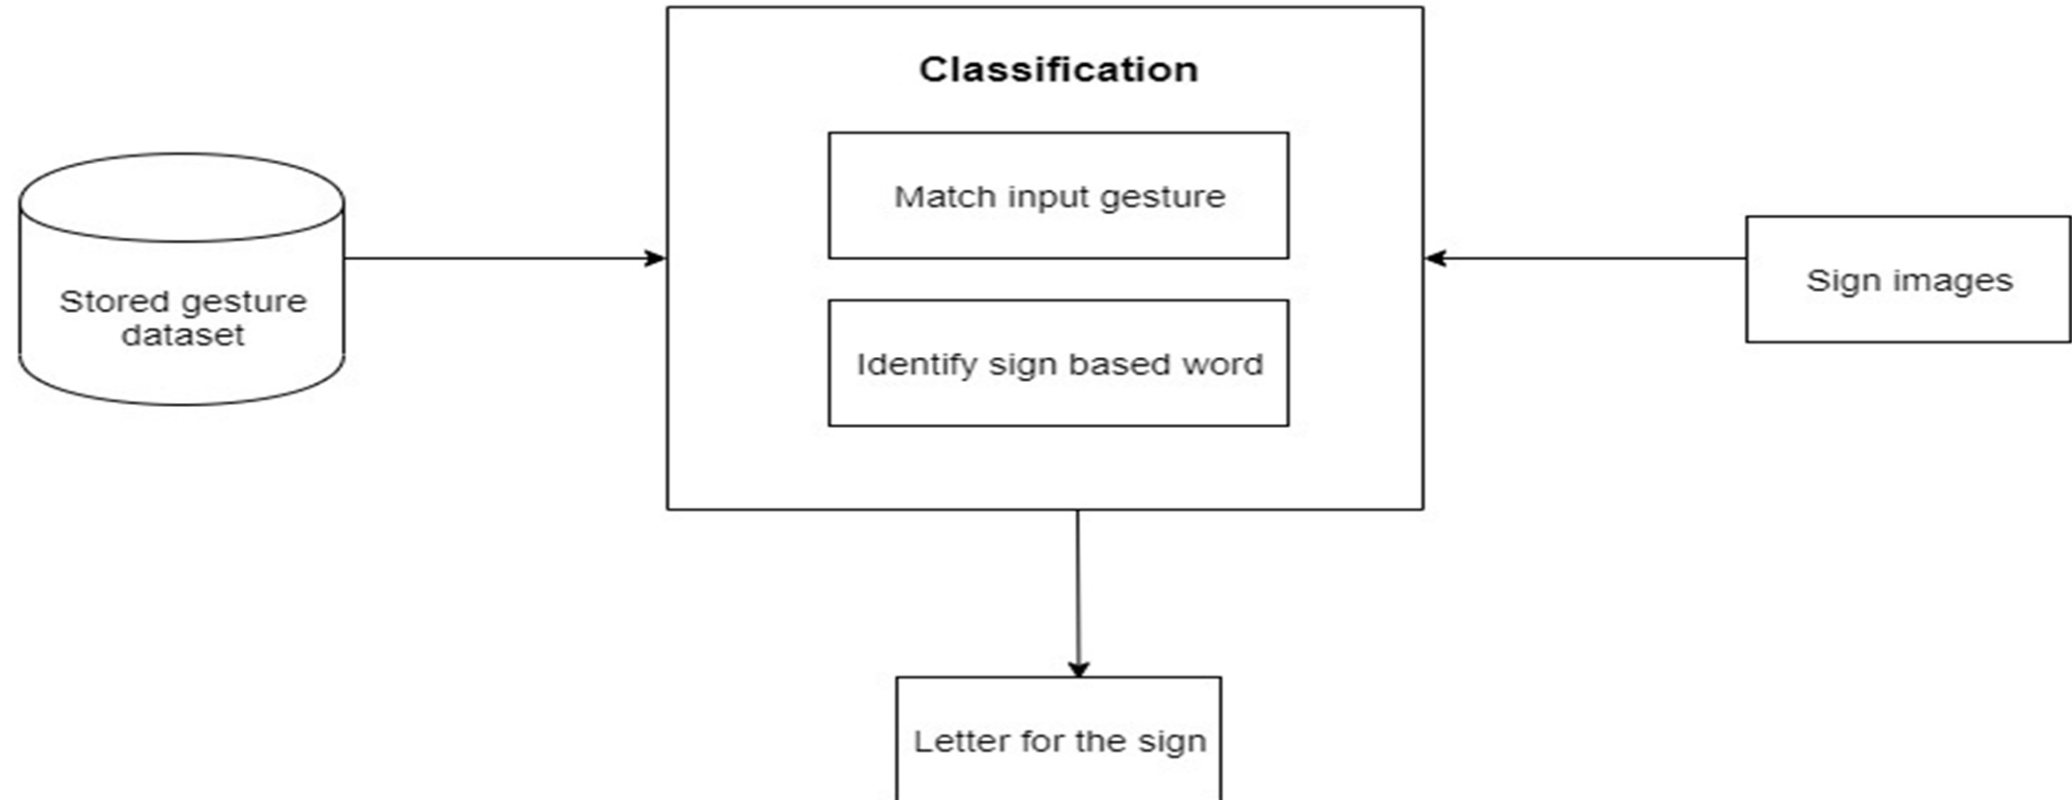 Classification
Match input gesture
Stored gesture
dataset
Identify sign based word
Sign images
Letter for the sign